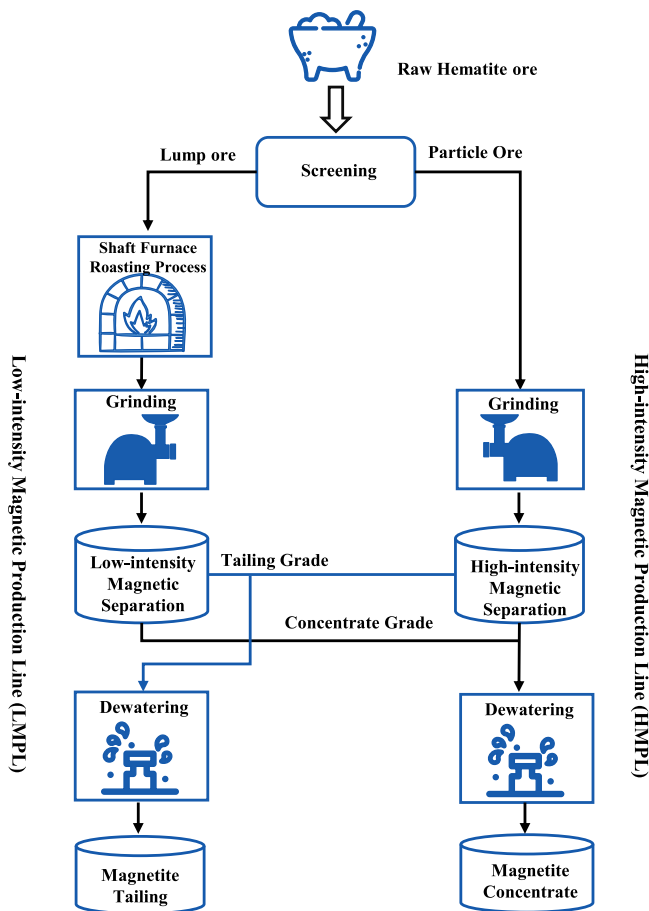 Raw Hematite ore
Lump ore
Particle Ore
Screening
Shaft Furnace
Roasting Process
Low-intensity Magnetic Production Line (LMPL)
High-intensity Magnetic Production Line (HMPL)
Grinding
Grinding
Low-intensity
Magnetic
Separation
Tailing Grade
High-intensity
Magnetic
Separation
Concentrate Grade
Dewatering
Dewatering
Magnetite
Tailing
Magnetite
Concentrate